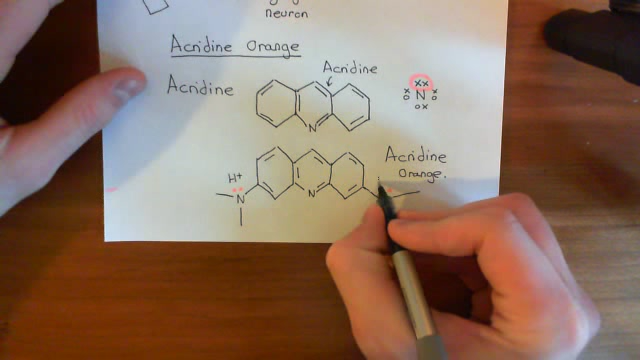 neuron
Acridine Orange
Acridine
Acridine
N
N
H+
N
N
Acridine
Orange.